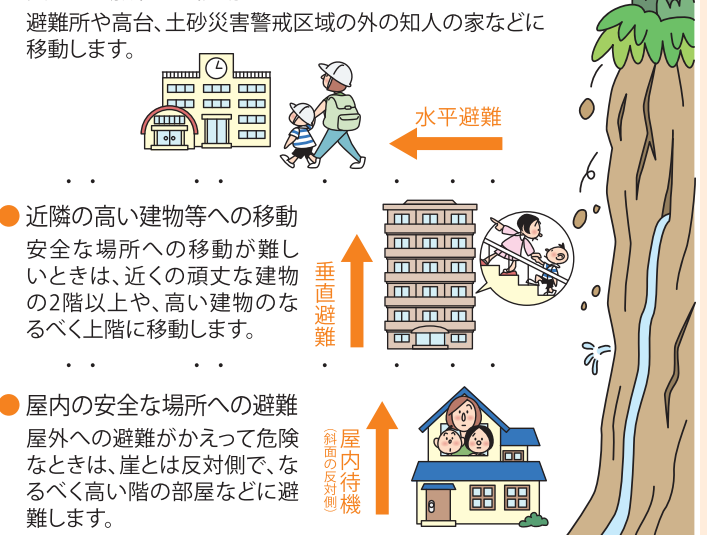 避難所や高台、土砂災害警戒区域の外の知人の家などに
移動します。
水平避難
● 近隣の高い建物等への移動
安全な場所への移動が難し
いときは、近くの頑丈な建物
の2階以上や、高い建物のな
るべく上階に移動します。
垂直避難
● 屋内の安全な場所への避難
屋外への避難がかえって危険
なときは、崖とは反対側で、な
るべく高い階の部屋などに避
難します。
屋内待機
(斜面の反対側)